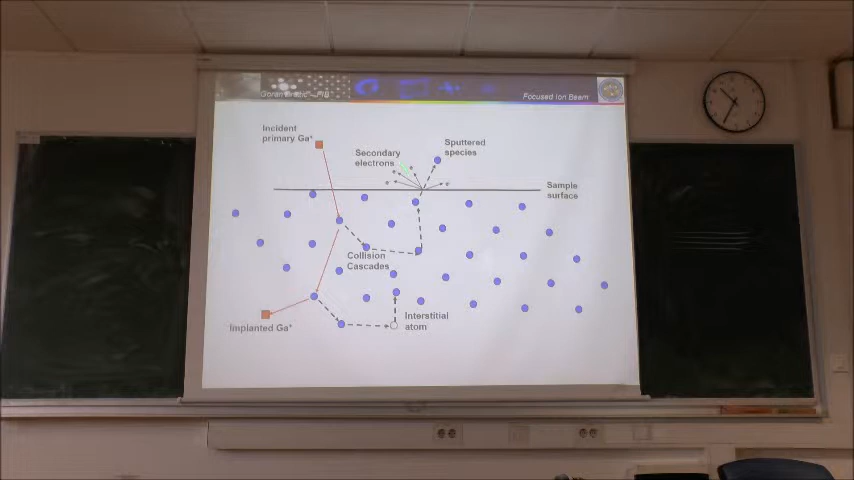 Focused Ion Beam
Incident
primary Ga⁺
Secondary
electrons
Sputtered
species
e⁻
e⁻
e⁻
e⁻
Sample
surface
Collision
Cascades
Interstitial
atom
Implanted Ga⁺